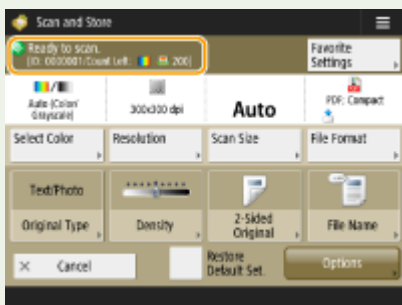 Scan and Store
Ready to scan.
(ID: 0000001/Count Left: 200)
Favorite
Settings
Auto (Color/
Grayscale)
300x300 dpi
Auto
PDF; Compact
Select Color
Resolution
Scan Size
File Format
Text/Photo
Original Type
Density
2-Sided
Original
File Name
× Cancel
Restore
Default Set.
Options